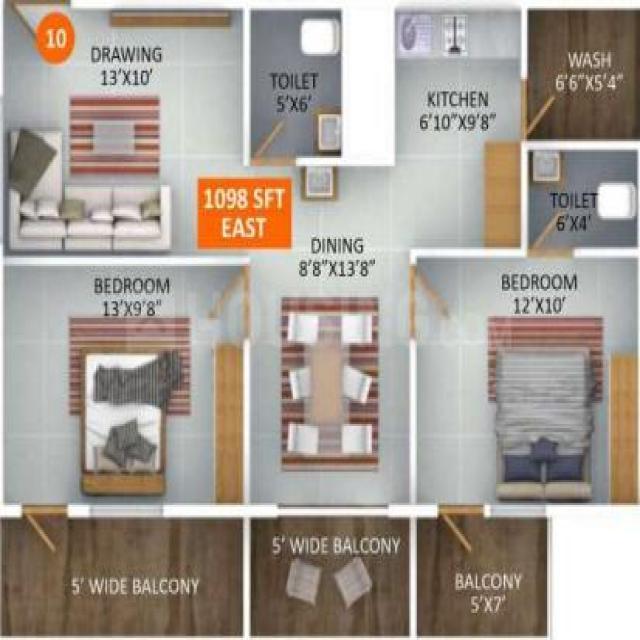 10
DRAWING
13'X10'
TOILET
5'X6'
KITCHEN
6'10"X9'8"
WASH
6'6"X5'4"
TOILET
6'X4'
1098 SFT
EAST
DINING
8'8"X13'8"
BEDROOM
13'X9'8"
BEDROOM
12'X10'
5' WIDE BALCONY
5' WIDE BALCONY
BALCONY
5'X7'